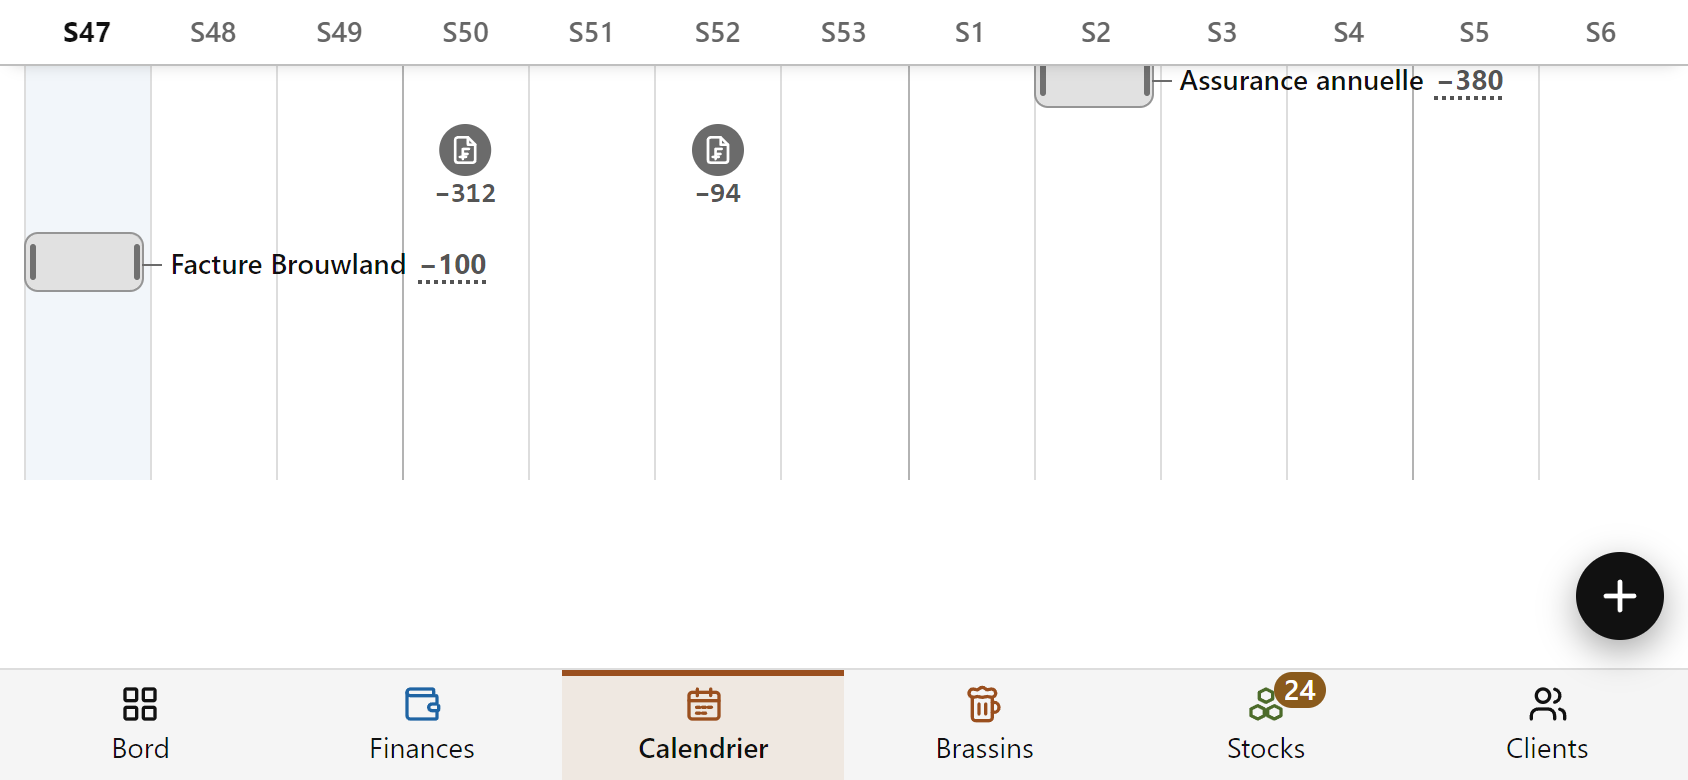 S47 S48 S49 S50 S51 S52 S53 S1 S2 S3 S4 S5 S6
Assurance annuelle −380
−312 −94
Facture Brouwland −100
24
Bord Finances Calendrier Brassins Stocks Clients